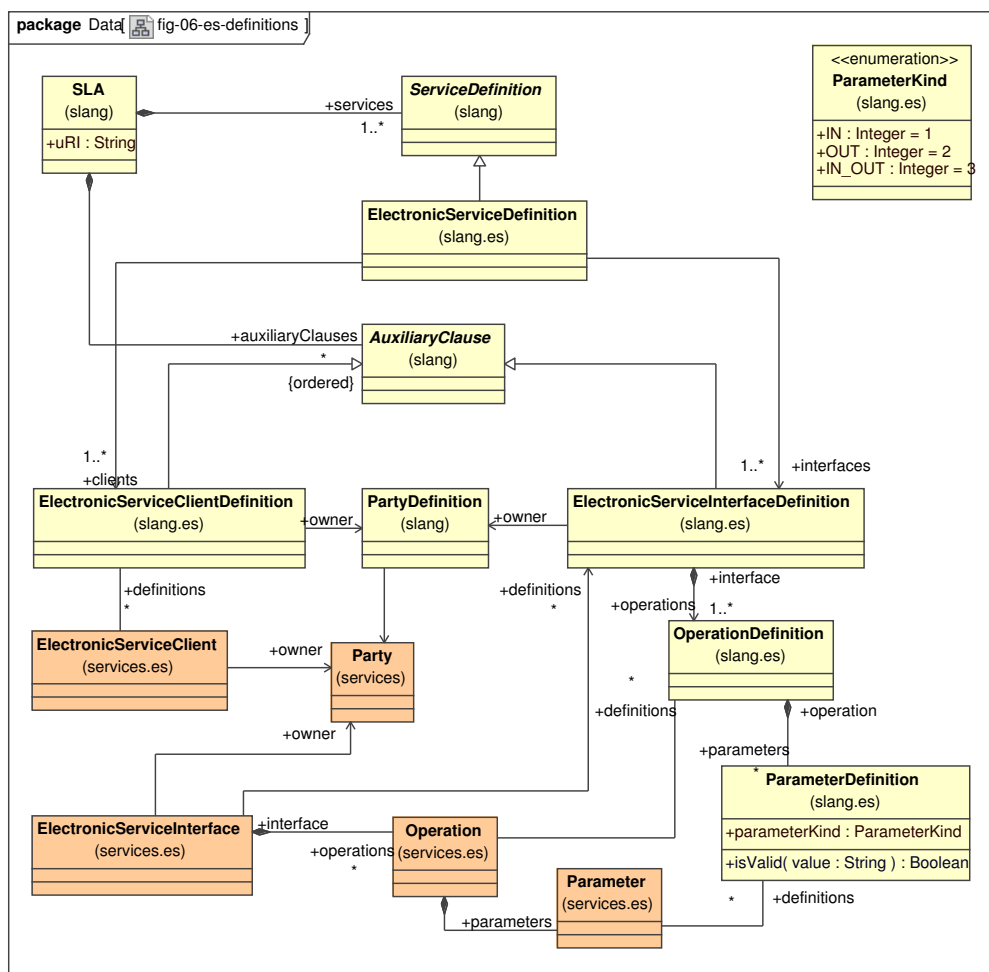 package Data[ fig-06-es-definitions ]
<<enumeration>>
ParameterKind
(slang.es)
+IN : Integer = 1
+OUT : Integer = 2
+IN_OUT : Integer = 3
SLA
(slang)
+uRI : String
+services
1..*
ServiceDefinition
(slang)
ElectronicServiceDefinition
(slang.es)
+auxiliaryClauses
*
{ordered}
AuxiliaryClause
(slang)
1..*
+clients
1..*
+interfaces
ElectronicServiceClientDefinition
(slang.es)
+owner
PartyDefinition
(slang)
+owner
ElectronicServiceInterfaceDefinition
(slang.es)
+definitions
*
+definitions
*
+interface
+operations
1..*
ElectronicServiceClient
(services.es)
+owner
Party
(services)
OperationDefinition
(slang.es)
*
+definitions
+operation
+owner
+parameters
*
ParameterDefinition
(slang.es)
+parameterKind : ParameterKind
+isValid( value : String ) : Boolean
ElectronicServiceInterface
(services.es)
+interface
+operations
*
Operation
(services.es)
+parameters
Parameter
(services.es)
*
+definitions